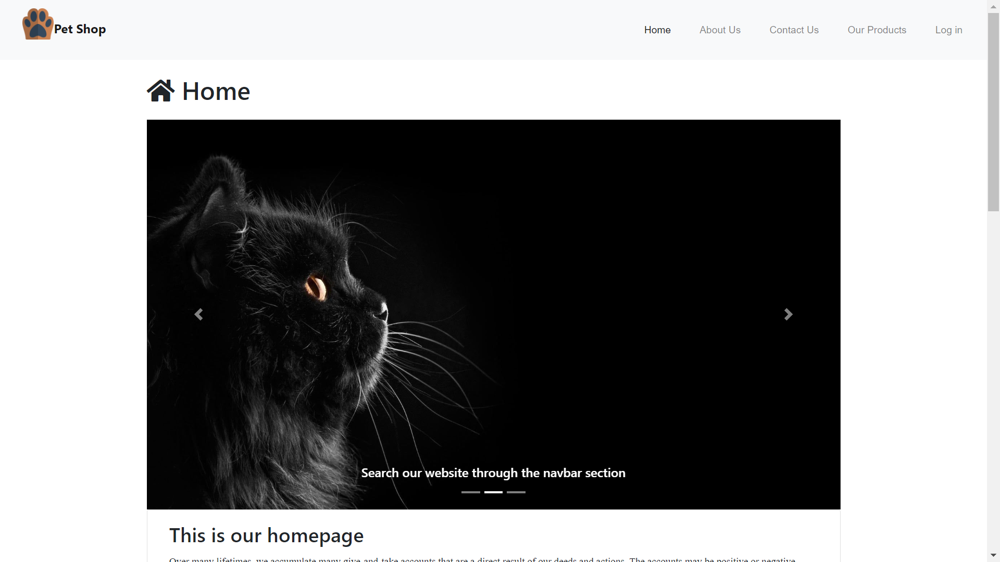 Pet Shop
Home
About Us
Contact Us
Our Products
Log in
Home
Search our website through the navbar section
This is our homepage
Over many lifetimes, we accumulate many give-and-take accounts that are a direct result of our deeds and actions. The accounts may be positive or negative